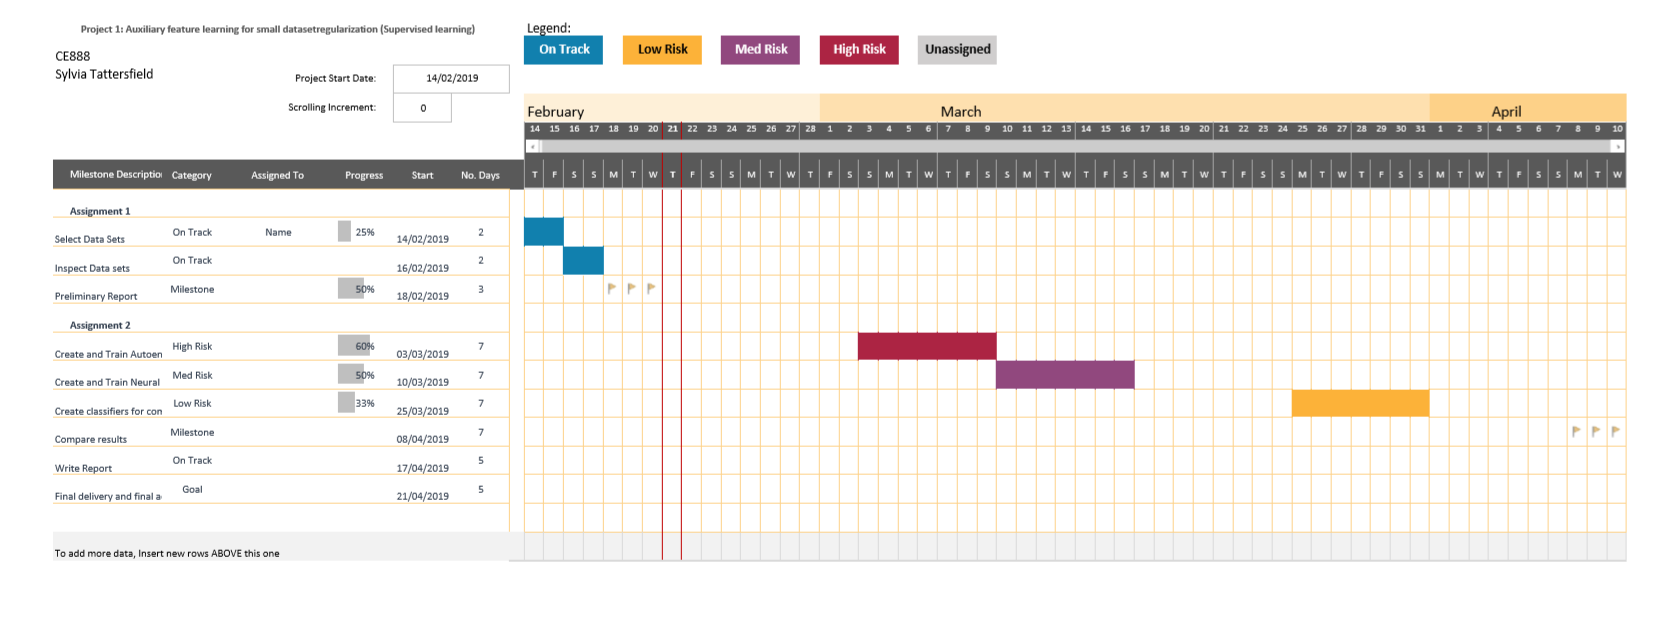 Project 1: Auxiliary feature learning for small datasetregularization (Supervised learning)
Legend:
CE888
On Track Low Risk Med Risk High Risk Unassigned
Sylvia Tattersfield
Project Start Date: 14/02/2019
Scrolling Increment: 0
February March April
14 15 16 17 18 19 20 21 22 23 24 25 26 27 28 1 2 3 4 5 6 7 8 9 10 11 12 13 14 15 16 17 18 19 20 21 22 23 24 25 26 27 28 29 30 31 1 2 3 4 5 6 7 8 9 10
Milestone Description Category Assigned To Progress Start No. Days T F S S M T W T F S S M T W T F S S M T W T F S S M T W T F S S M T W T F S S M T W T F S S M T W T F S S M T W
Assignment 1
Select Data Sets On Track Name 25% 14/02/2019 2
Inspect Data sets On Track 16/02/2019 2
Preliminary Report Milestone 50% 18/02/2019 3
Assignment 2
Create and Train Autoen High Risk 60% 03/03/2019 7
Create and Train Neural Med Risk 50% 10/03/2019 7
Create classifiers for con Low Risk 33% 25/03/2019 7
Compare results Milestone 08/04/2019 7
Write Report On Track 17/04/2019 5
Final delivery and final a Goal 21/04/2019 5
To add more data, Insert new rows ABOVE this one